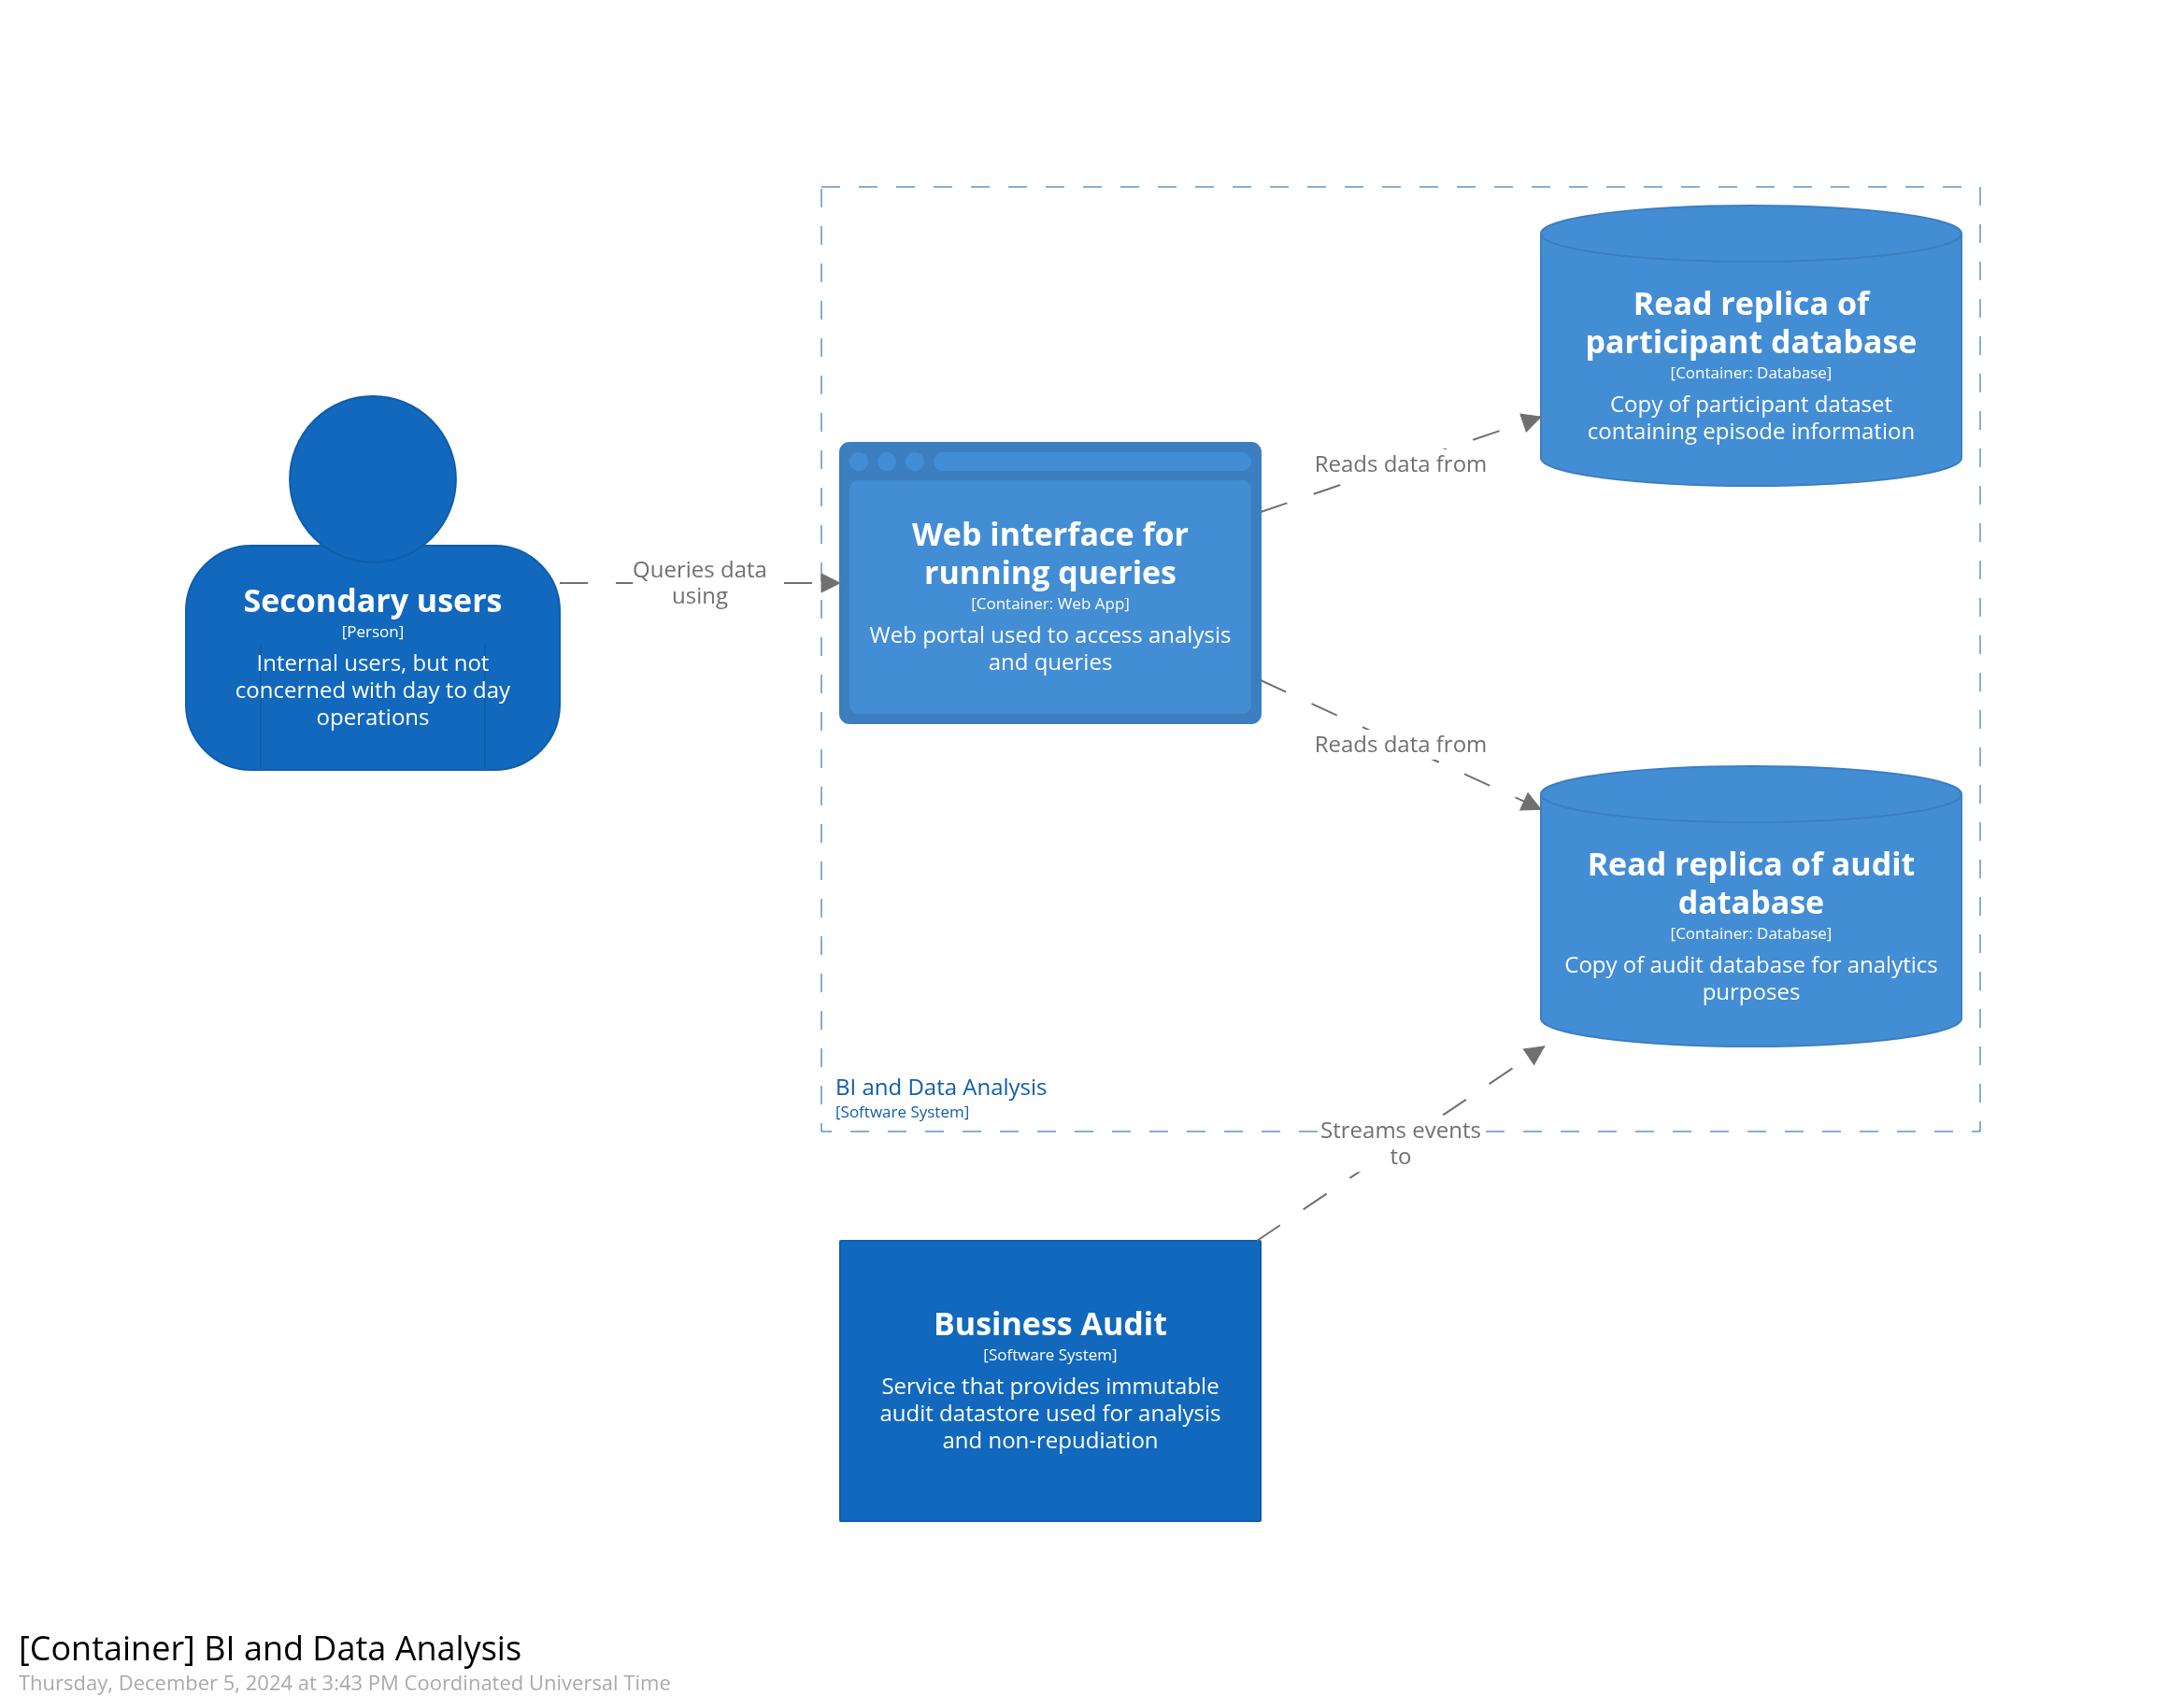 Read replica of
participant database
[Container: Database]
Copy of participant dataset
containing episode information
Reads data from
Web interface for
running queries
[Container: Web App]
Web portal used to access analysis
and queries
Queries data
using
Secondary users
[Person]
Internal users, but not
concerned with day to day
operations
Reads data from
Read replica of audit
database
[Container: Database]
Copy of audit database for analytics
purposes
BI and Data Analysis
[Software System]
Streams events
to
Business Audit
[Software System]
Service that provides immutable
audit datastore used for analysis
and non-repudiation
[Container] BI and Data Analysis
Thursday, December 5, 2024 at 3:43 PM Coordinated Universal Time